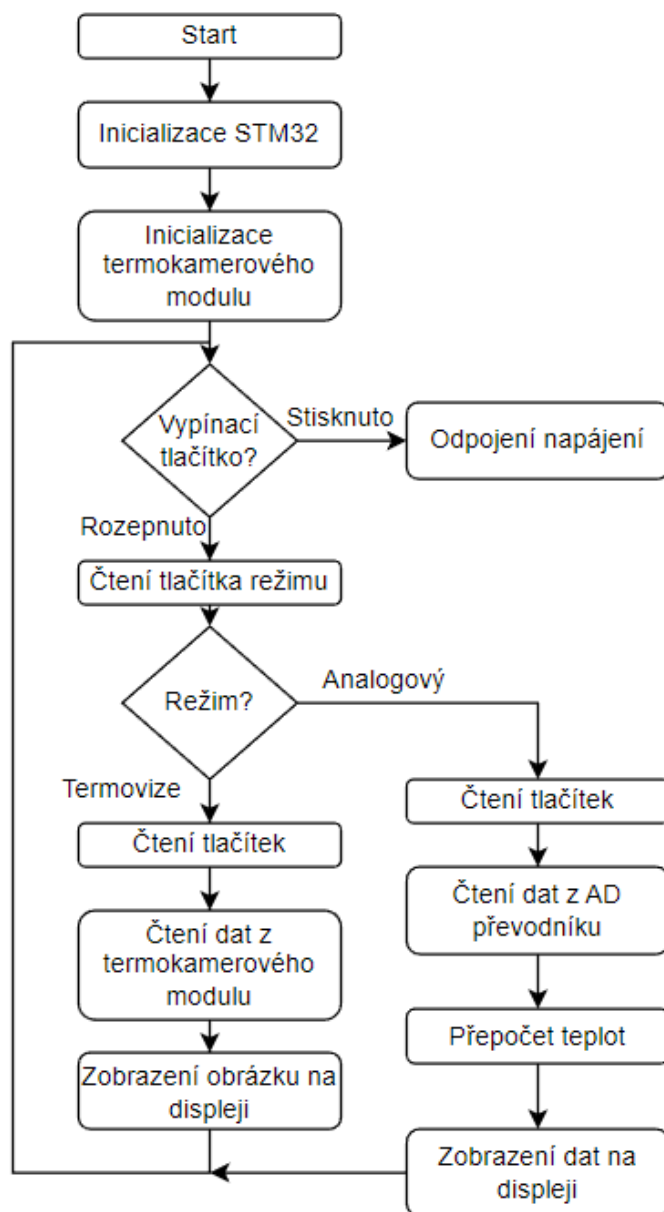 Start
Inicializace STM32
Inicializace
termokamerového
modulu
Vypínací
tlačítko?
Stisknuto
Odpojení napájení
Rozepnuto
Čtení tlačítka režimu
Režim?
Analogový
Termovize
Čtení tlačítek
Čtení dat z
termokamerového
modulu
Zobrazení obrázku na
displeji
Čtení tlačítek
Čtení dat z AD
převodníku
Přepočet teplot
Zobrazení dat na
displeji